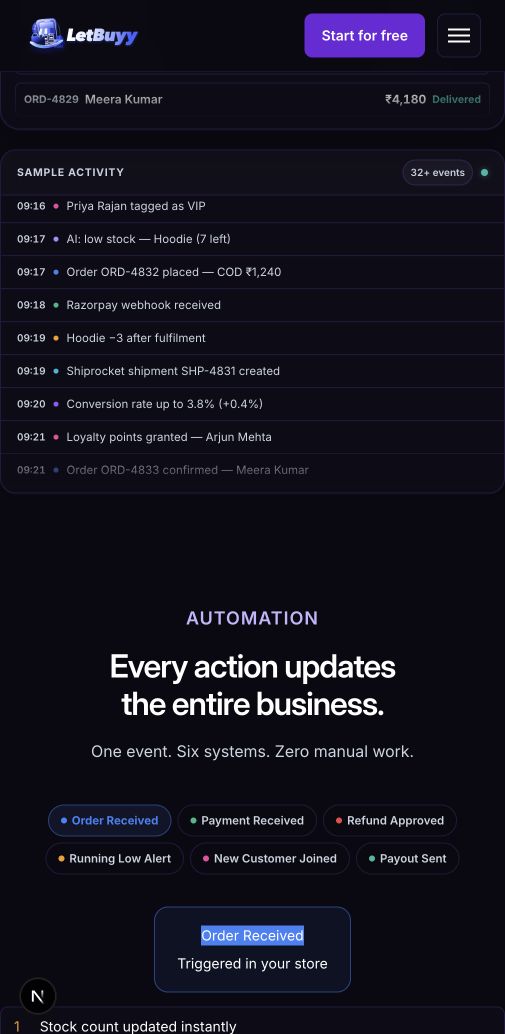 LetBuyy
Start for free
ORD-4829 Meera Kumar ₹4,180 Delivered
SAMPLE ACTIVITY 32+ events
09:16 Priya Rajan tagged as VIP
09:17 AI: low stock — Hoodie (7 left)
09:17 Order ORD-4832 placed — COD ₹1,240
09:18 Razorpay webhook received
09:19 Hoodie −3 after fulfilment
09:19 Shiprocket shipment SHP-4831 created
09:20 Conversion rate up to 3.8% (+0.4%)
09:21 Loyalty points granted — Arjun Mehta
09:21 Order ORD-4833 confirmed — Meera Kumar
AUTOMATION
Every action updates
the entire business.
One event. Six systems. Zero manual work.
Order Received Payment Received Refund Approved
Running Low Alert New Customer Joined Payout Sent
Order Received
Triggered in your store
N
1 Stock count updated instantly